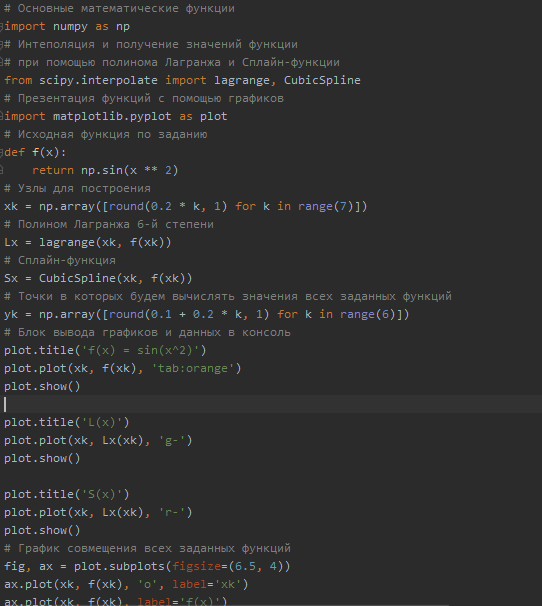 # Основные математические функции
import numpy as np
# Интеполяция и получение значений функции
# при помощью полинома Лагранжа и Сплайн-функции
from scipy.interpolate import lagrange, CubicSpline
# Презентация функций с помощью графиков
import matplotlib.pyplot as plot
# Исходная функция по заданию
def f(x):
    return np.sin(x ** 2)
# Узлы для построения
xk = np.array([round(0.2 * k, 1) for k in range(7)])
# Полином Лагранжа 6-й степени
Lx = lagrange(xk, f(xk))
# Сплайн-функция
Sx = CubicSpline(xk, f(xk))
# Точки в которых будем вычислять значения всех заданных функций
yk = np.array([round(0.1 + 0.2 * k, 1) for k in range(6)])
# Блок вывода графиков и данных в консоль
plot.title('f(x) = sin(x^2)')
plot.plot(xk, f(xk), 'tab:orange')
plot.show()
plot.title('L(x)')
plot.plot(xk, Lx(xk), 'g-')
plot.show()
plot.title('S(x)')
plot.plot(xk, Lx(xk), 'r-')
plot.show()
# График совмещения всех заданных функций
fig, ax = plot.subplots(figsize=(6.5, 4))
ax.plot(xk, f(xk), 'o', label='xk')
ax.plot(xk, f(xk), label='f(x)')